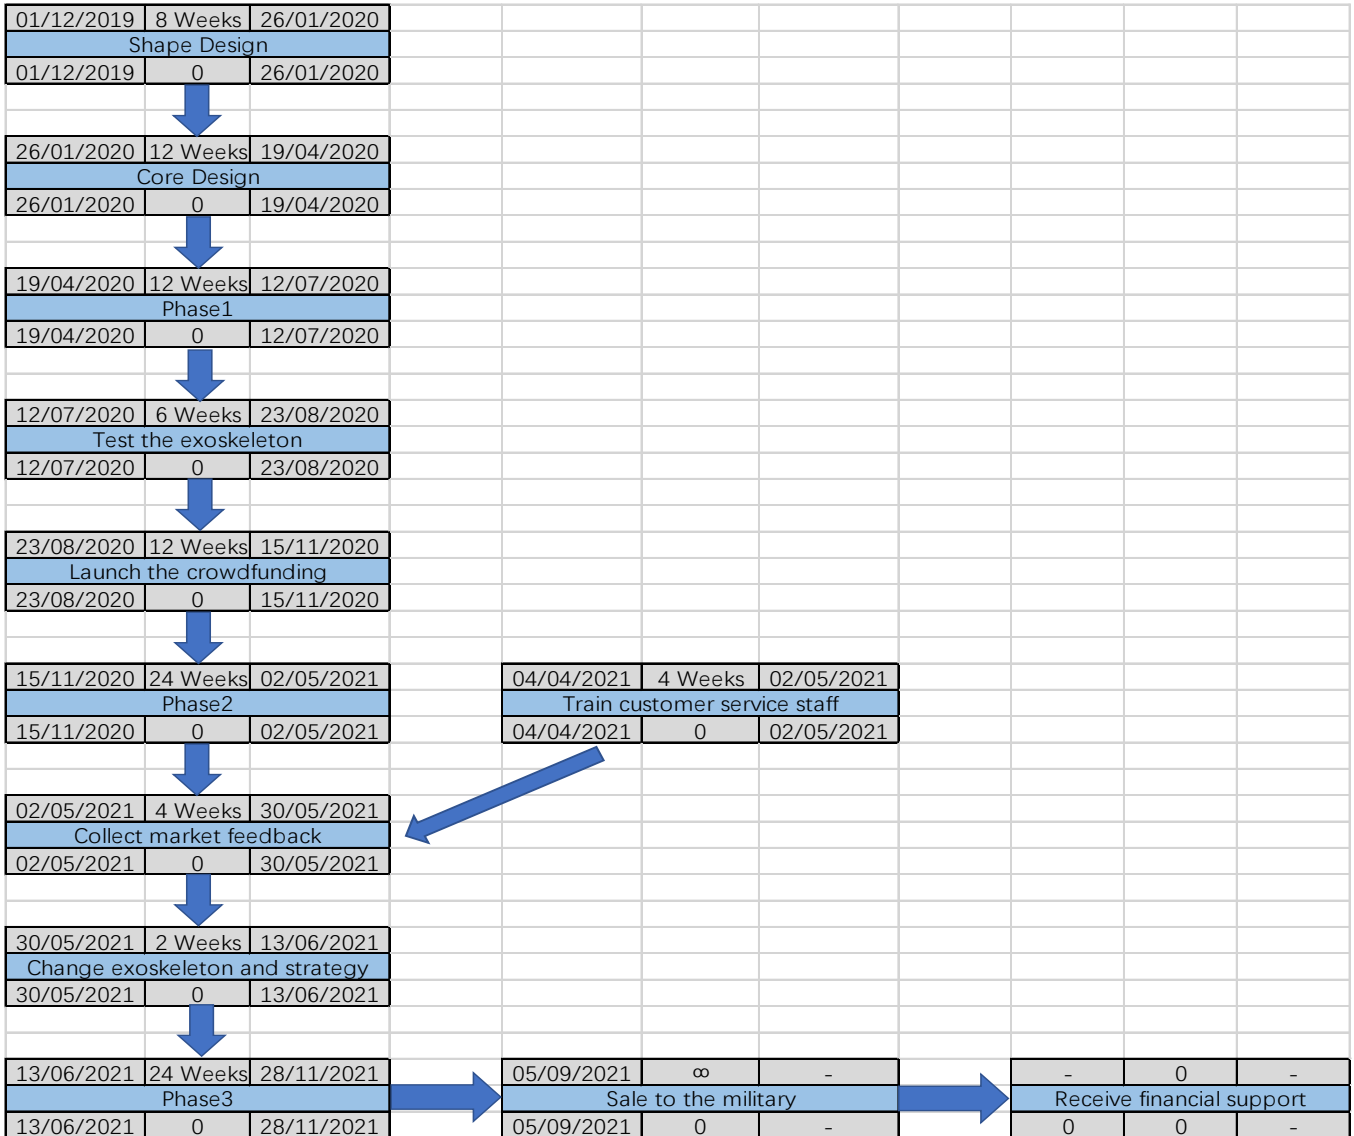 01/12/2019 8 Weeks 26/01/2020
Shape Design
01/12/2019 0 26/01/2020
26/01/2020 12 Weeks 19/04/2020
Core Design
26/01/2020 0 19/04/2020
19/04/2020 12 Weeks 12/07/2020
Phase1
19/04/2020 0 12/07/2020
12/07/2020 6 Weeks 23/08/2020
Test the exoskeleton
12/07/2020 0 23/08/2020
23/08/2020 12 Weeks 15/11/2020
Launch the crowdfunding
23/08/2020 0 15/11/2020
15/11/2020 24 Weeks 02/05/2021
Phase2
15/11/2020 0 02/05/2021
04/04/2021 4 Weeks 02/05/2021
Train customer service staff
04/04/2021 0 02/05/2021
02/05/2021 4 Weeks 30/05/2021
Collect market feedback
02/05/2021 0 30/05/2021
30/05/2021 2 Weeks 13/06/2021
Change exoskeleton and strategy
30/05/2021 0 13/06/2021
13/06/2021 24 Weeks 28/11/2021
Phase3
13/06/2021 0 28/11/2021
05/09/2021 ∞ -
Sale to the military
05/09/2021 0 -
- 0 -
Receive financial support
0 0 -